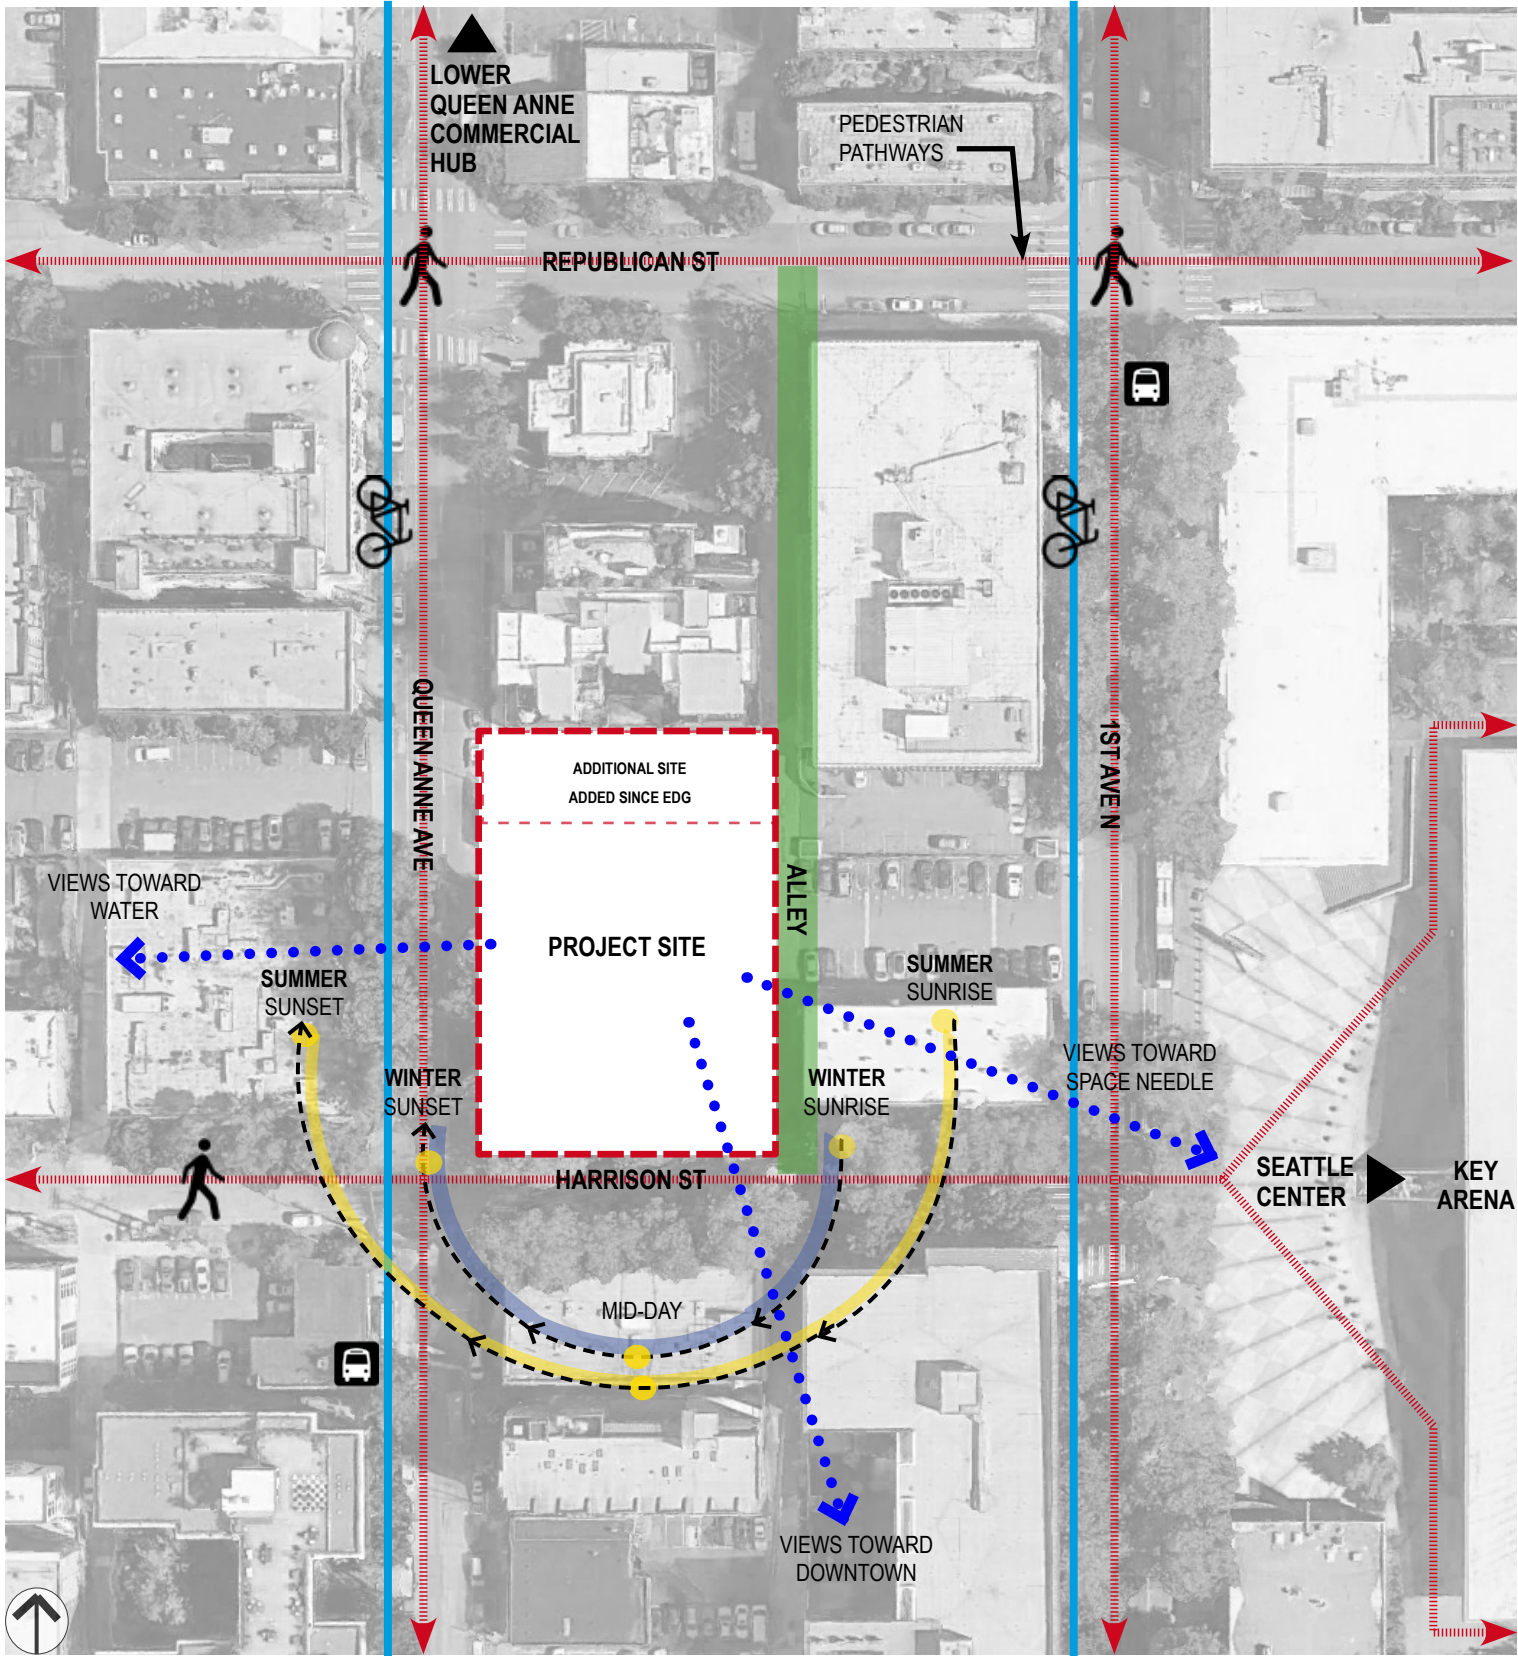 LOWER
QUEEN ANNE
COMMERCIAL
HUB
PEDESTRIAN
PATHWAYS
REPUBLICAN ST
QUEEN ANNE AVE
1ST AVE N
ADDITIONAL SITE
ADDED SINCE EDG
ALLEY
VIEWS TOWARD
WATER
PROJECT SITE
SUMMER
SUNSET
SUMMER
SUNRISE
WINTER
SUNSET
WINTER
SUNRISE
VIEWS TOWARD
SPACE NEEDLE
HARRISON ST
SEATTLE
CENTER
KEY
ARENA
MID-DAY
VIEWS TOWARD
DOWNTOWN